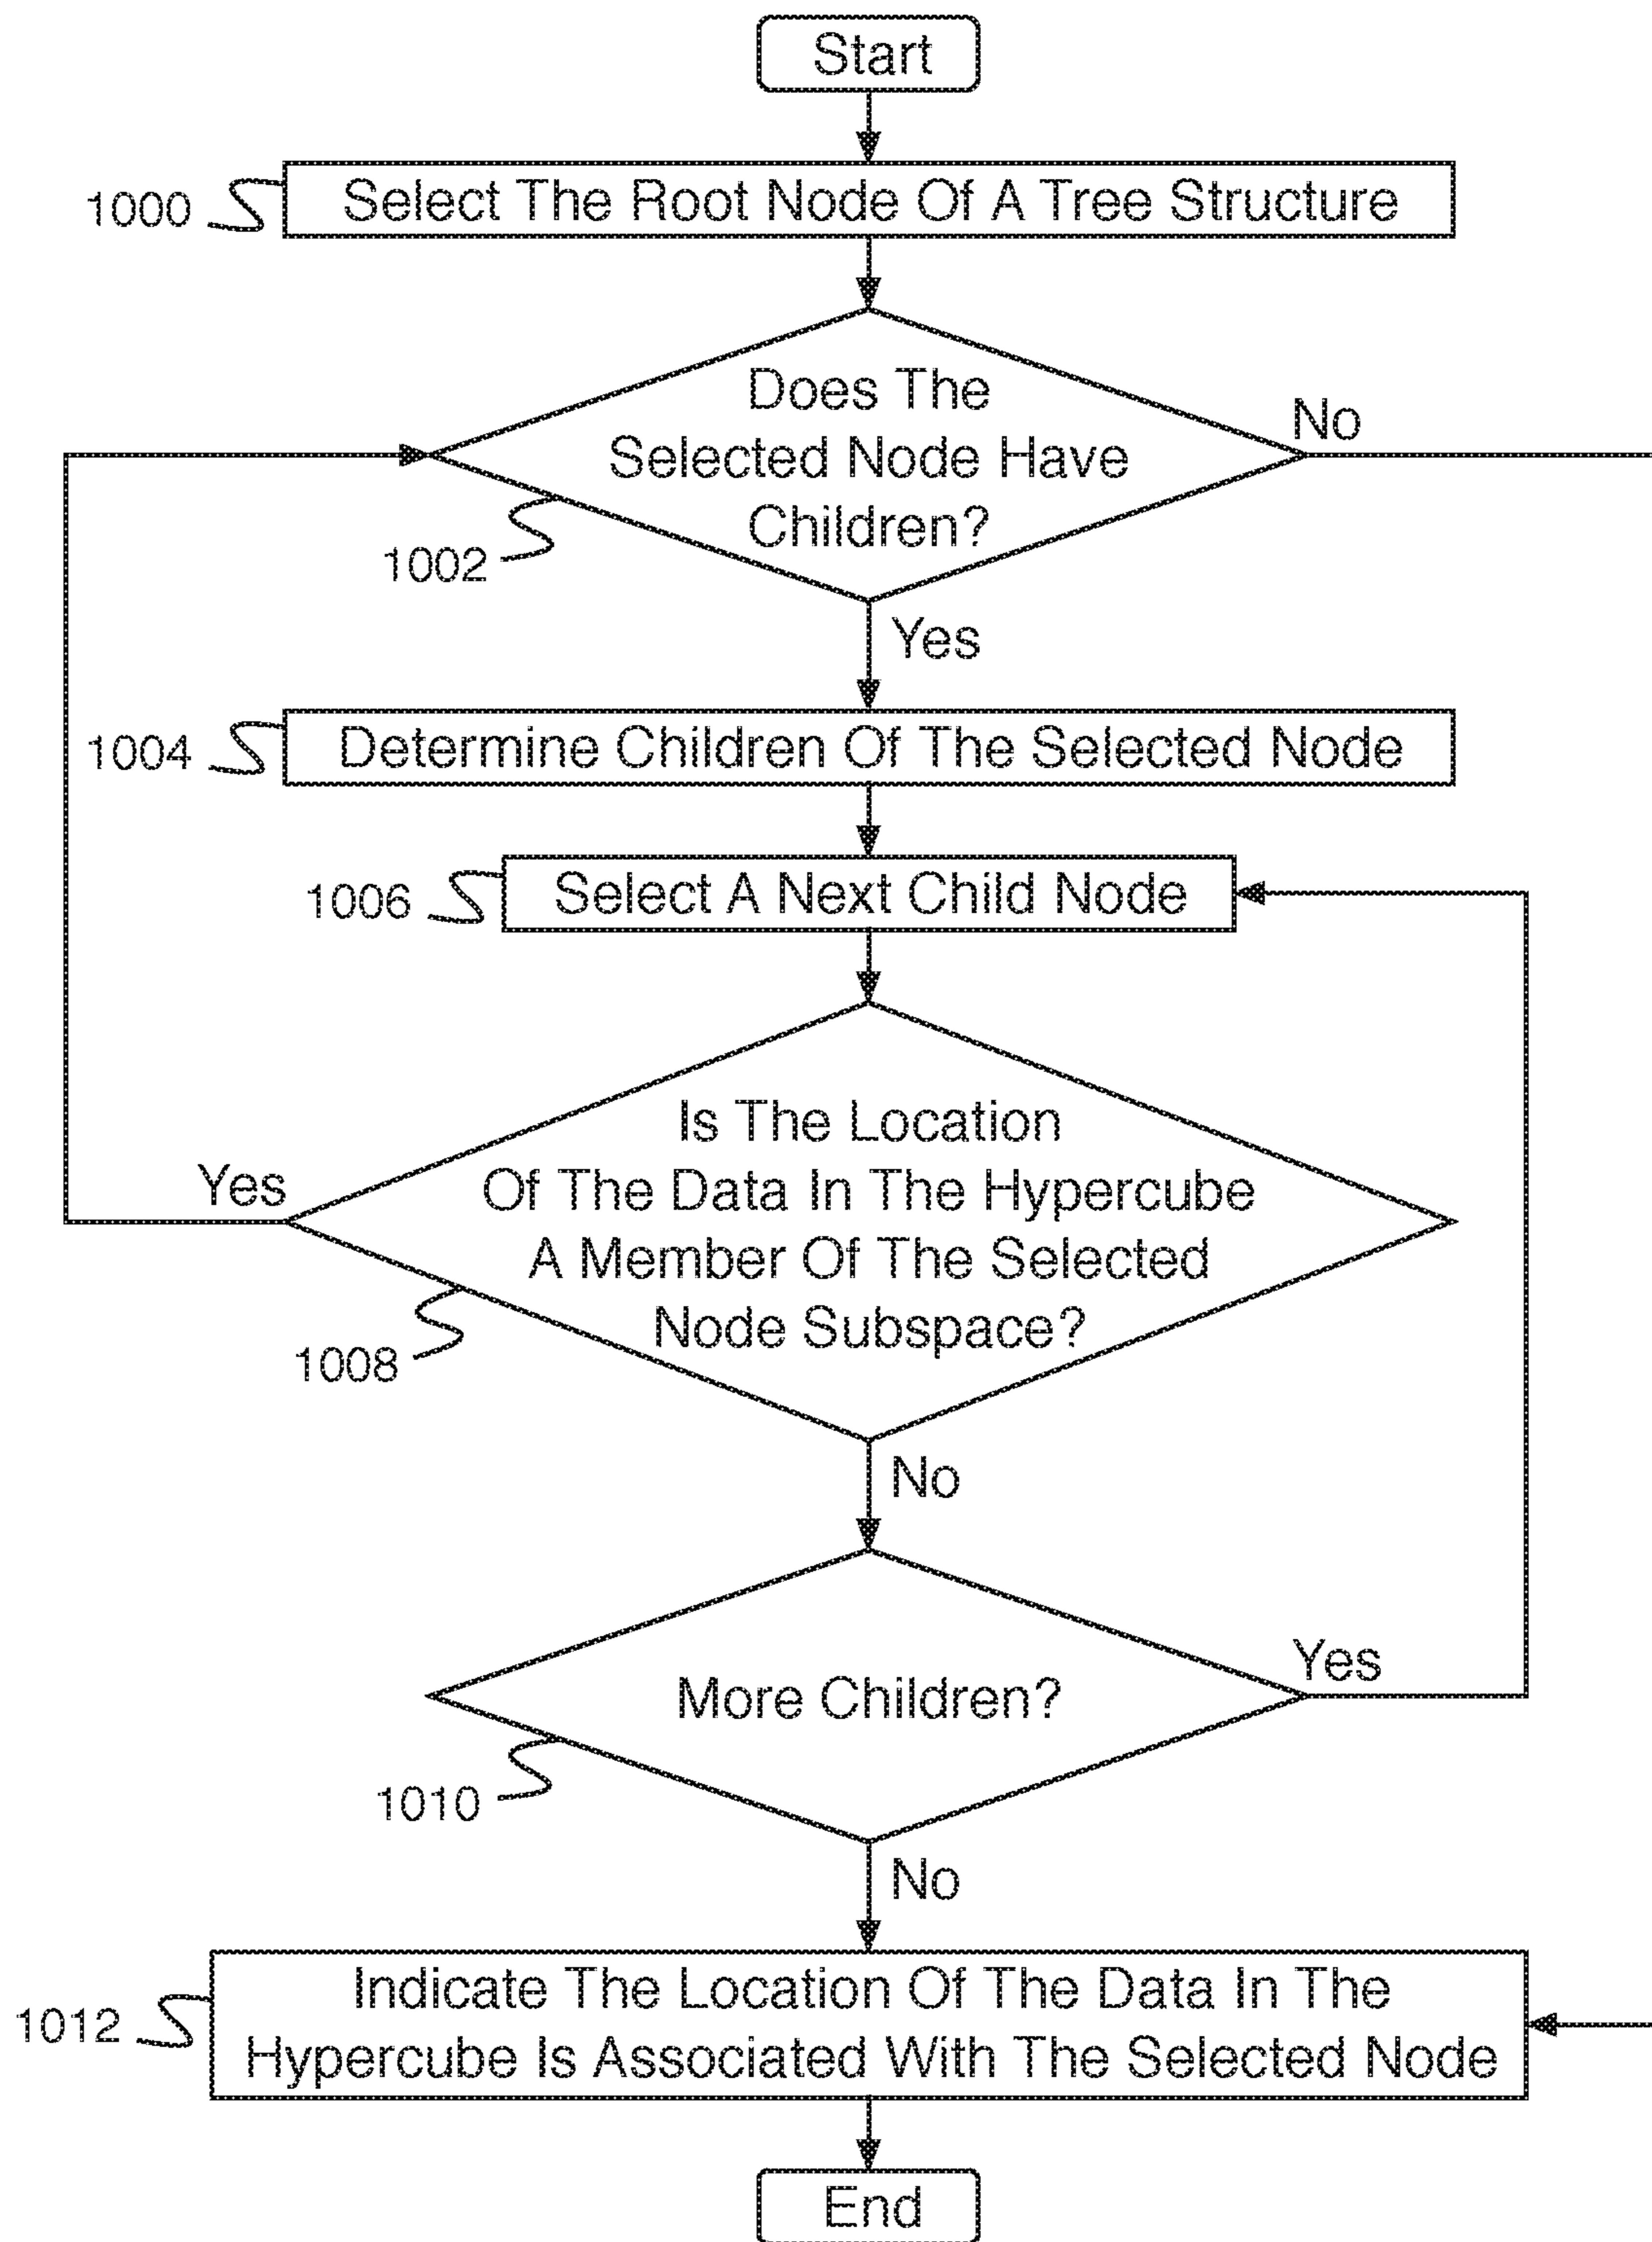 Start
1000
Select The Root Node Of A Tree Structure
Does The
Selected Node Have
Children?
No
1002
Yes
1004
Determine Children Of The Selected Node
1006
Select A Next Child Node
Is The Location
Of The Data In The Hypercube
A Member Of The Selected
Node Subspace?
Yes
1008
No
More Children?
Yes
1010
No
1012
Indicate The Location Of The Data In The
Hypercube Is Associated With The Selected Node
End